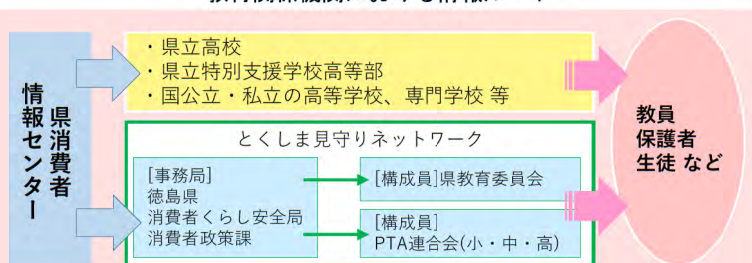 県消費者
情報センター
・県立高校
・県立特別支援学校高等部
・国公立・私立の高等学校、専門学校 等
とくしま見守りネットワーク
[事務局]
徳島県
消費者くらし安全局
消費者政策課
[構成員]県教育委員会
[構成員]
PTA連合会(小・中・高)
教員
保護者
生徒 など